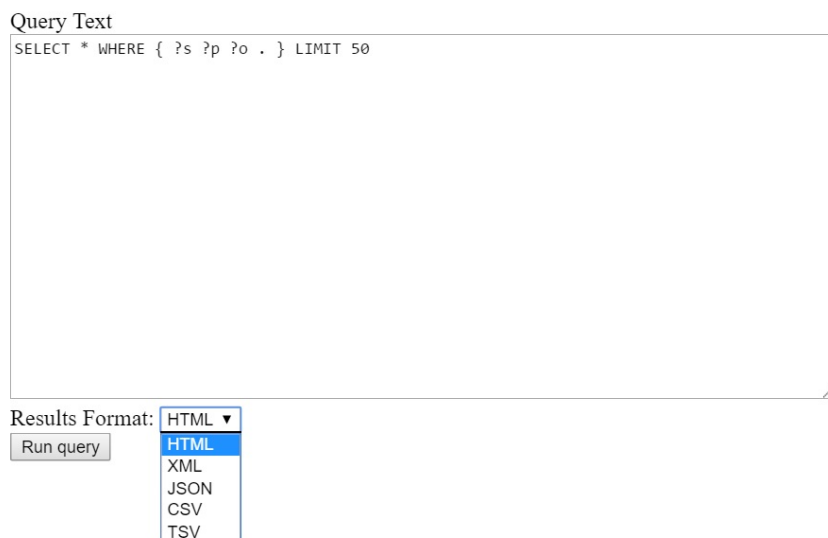 Query Text
SELECT * WHERE { ?s ?p ?o . } LIMIT 50
Results Format: HTML ▼
Run query
HTML
XML
JSON
CSV
TSV